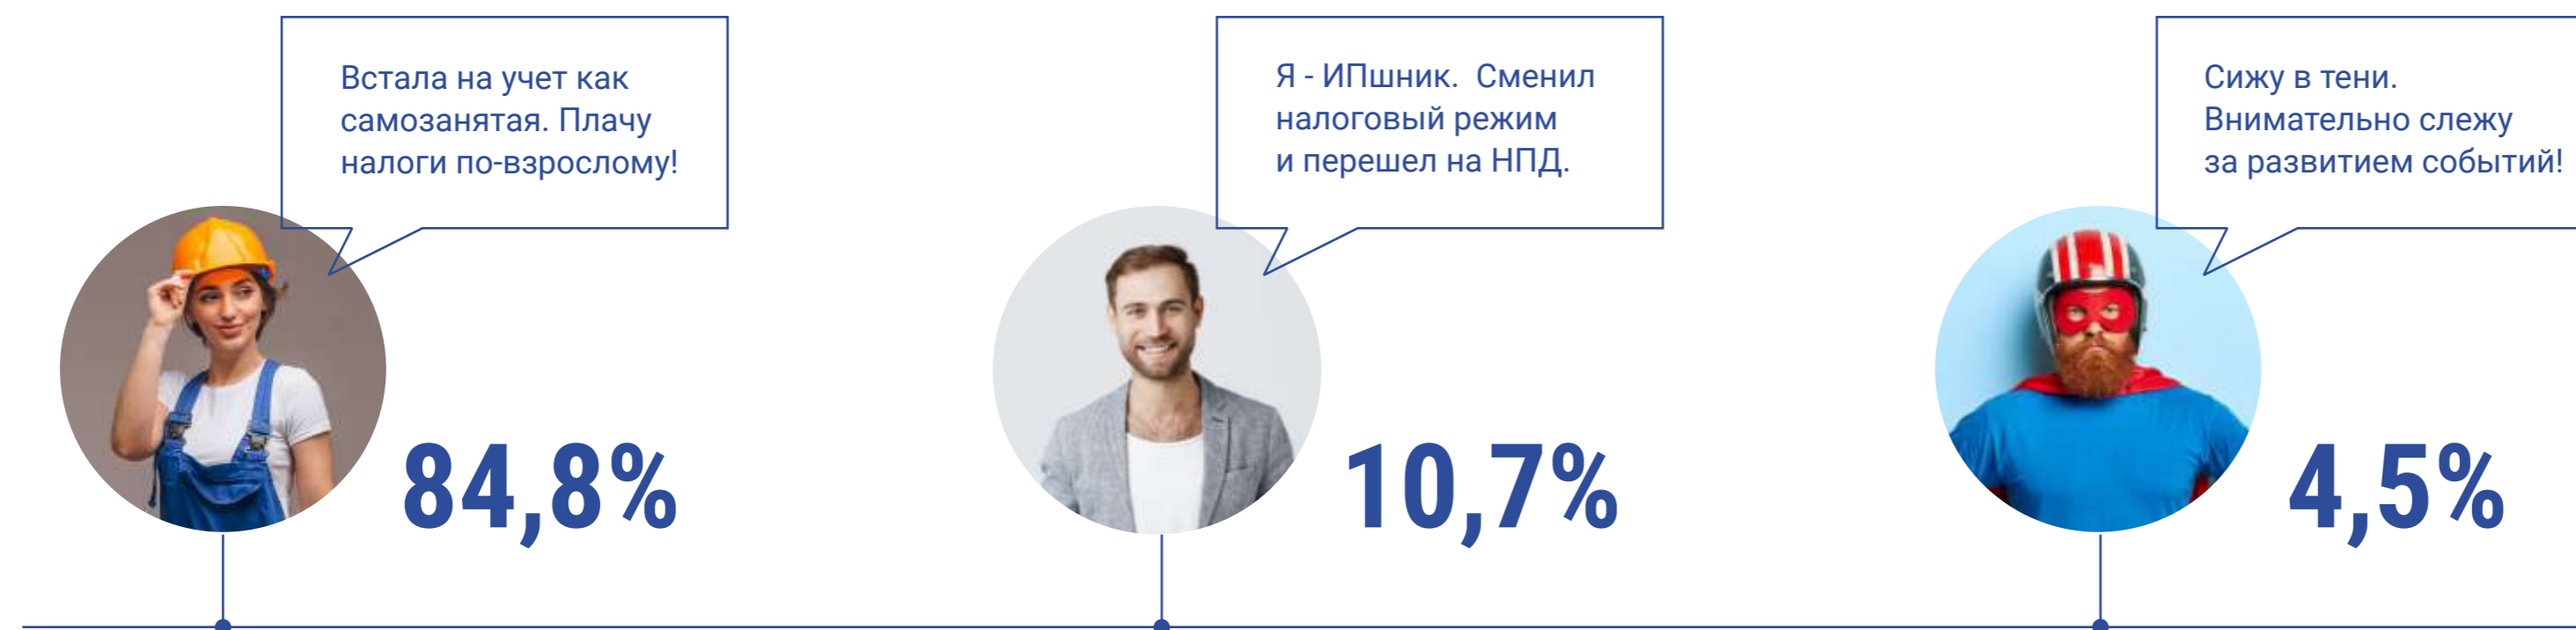 Встала на учет как
самозанятая. Плачу
налоги по-взрослому!
84,8%
Я - ИПшник.  Сменил
налоговый режим
и перешел на НПД.
10,7%
Сижу в тени.
Внимательно слежу
за развитием событий!
4,5%